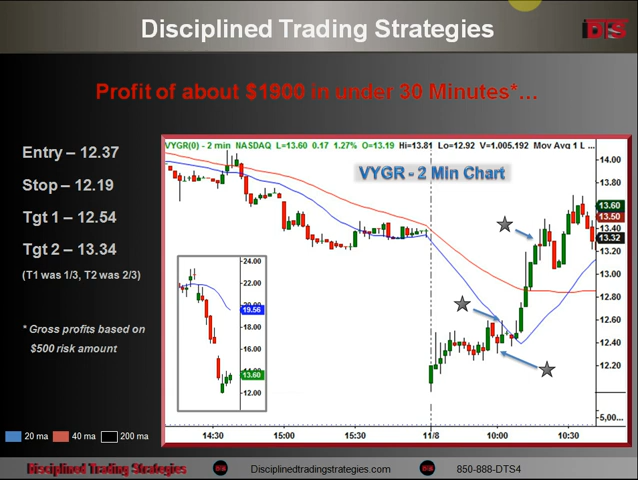 Disciplined Trading Strategies
DTS
Profit of about $1900 in under 30 Minutes*…
Entry – 12.37
Stop – 12.19
Tgt 1 – 12.54
Tgt 2 – 13.34
(T1 was 1/3, T2 was 2/3)
* Gross profits based on
$500 risk amount
20 ma
40 ma
200 ma
VYGR(0) - 2 min NASDAQ L=13.60 0.17 1.27% O=13.19 Hi=13.81 Lo=12.92 V=1.005.192 Mov Avg 1 L ...
VYGR - 2 Min Chart
14.00
13.80
13.60
13.50
13.40
13.32
13.20
13.00
12.80
12.60
12.40
12.20
5,00...
24.00
22.00
20.00
19.56
18.00
16.00
14.00
13.60
12.00
14:30
15:00
15:30
11/8
10:00
10:30
Disciplined Trading Strategies
Disciplinedtradingstrategies.com
850-888-DTS4